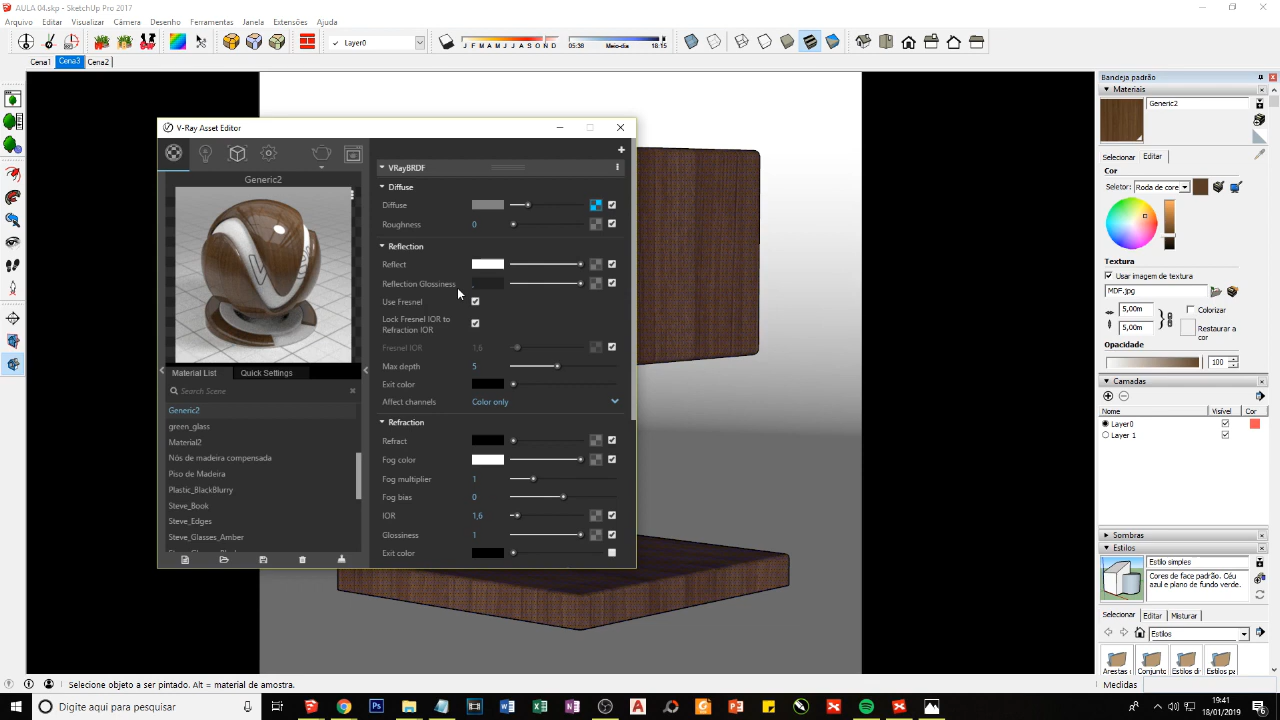 AULA 04.skp - SketchUp Pro 2017
Arquivo Editar Visualizar Câmera Desenho Ferramentas Janela Extensões Ajuda
Layer0 J F M A M J J A S O N D 05:38 Meio-dia 18:15
Cena1 Cena3 Cena2
V-Ray Asset Editor
Generic2
Material List Quick Settings
Search Scene
Generic2
green_glass
Material2
Nós de madeira compensada
Piso de Madeira
Plastic_BlackBlurry
Steve_Book
Steve_Edges
Steve_Glasses_Amber
VRayBRDF
Diffuse
Diffuse
Roughness 0
Reflection
Reflect
Reflection Glossiness
Use Fresnel
Lock Fresnel IOR to
Refraction IOR
Fresnel IOR 1,6
Max depth 5
Exit color
Affect channels Color only
Refraction
Refract
Fog color
Fog multiplier 1
Fog bias 0
IOR 1,6
Glossiness 1
Exit color
Bandeja padrão
Materiais
Generic2
Selecionar Editar
Cor
Seletor: Roda de core
Textura
Usar imagem de textura
MDF.jpg
5,00m Colorizar
5,00m Restaurar a
cor
Opacidade
100
Camadas
Nome Visível Cor
Layer0
Layer 1
Sombras
Estilos
Estilo simples
Cores de face padrão. Céu
azul e plano de fundo verde.
Selecionar Editar Misturar
Estilos
Arestas Conjunto Estilos d Estilos p
Selecione objeto a ser pintado. Alt = material de amostra.
Medidas
Digite aqui para pesquisar
19:41
18/01/2019
6